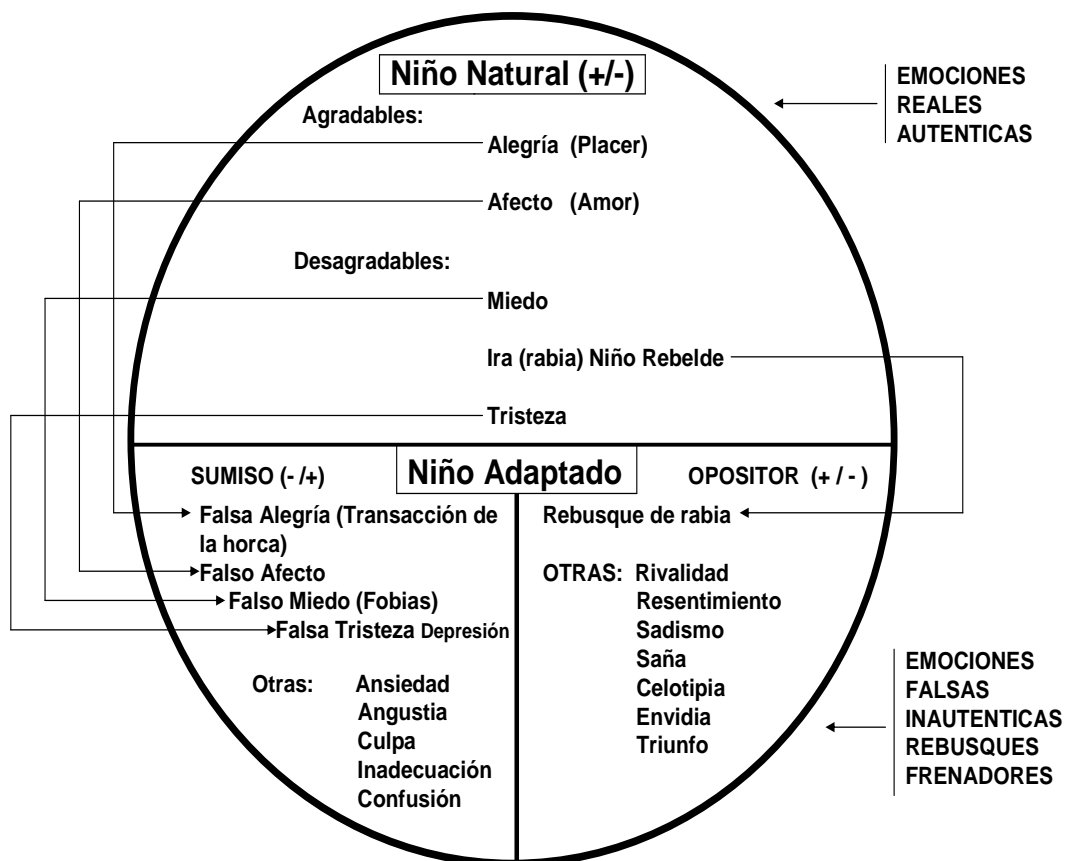 Niño Natural (+/-)
EMOCIONES
REALES
AUTENTICAS
Agradables:
Alegría (Placer)
Afecto (Amor)
Desagradables:
Miedo
Ira (rabia) Niño Rebelde
Tristeza
Niño Adaptado
SUMISO (- /+)
Falsa Alegría (Transacción de
la horca)
Falso Afecto
Falso Miedo (Fobias)
Falsa Tristeza Depresión
Otras: Ansiedad
Angustia
Culpa
Inadecuación
Confusión
OPOSITOR (+ / - )
Rebusque de rabia
OTRAS: Rivalidad
Resentimiento
Sadismo
Saña
Celotipia
Envidia
Triunfo
EMOCIONES
FALSAS
INAUTENTICAS
REBUSQUES
FRENADORES